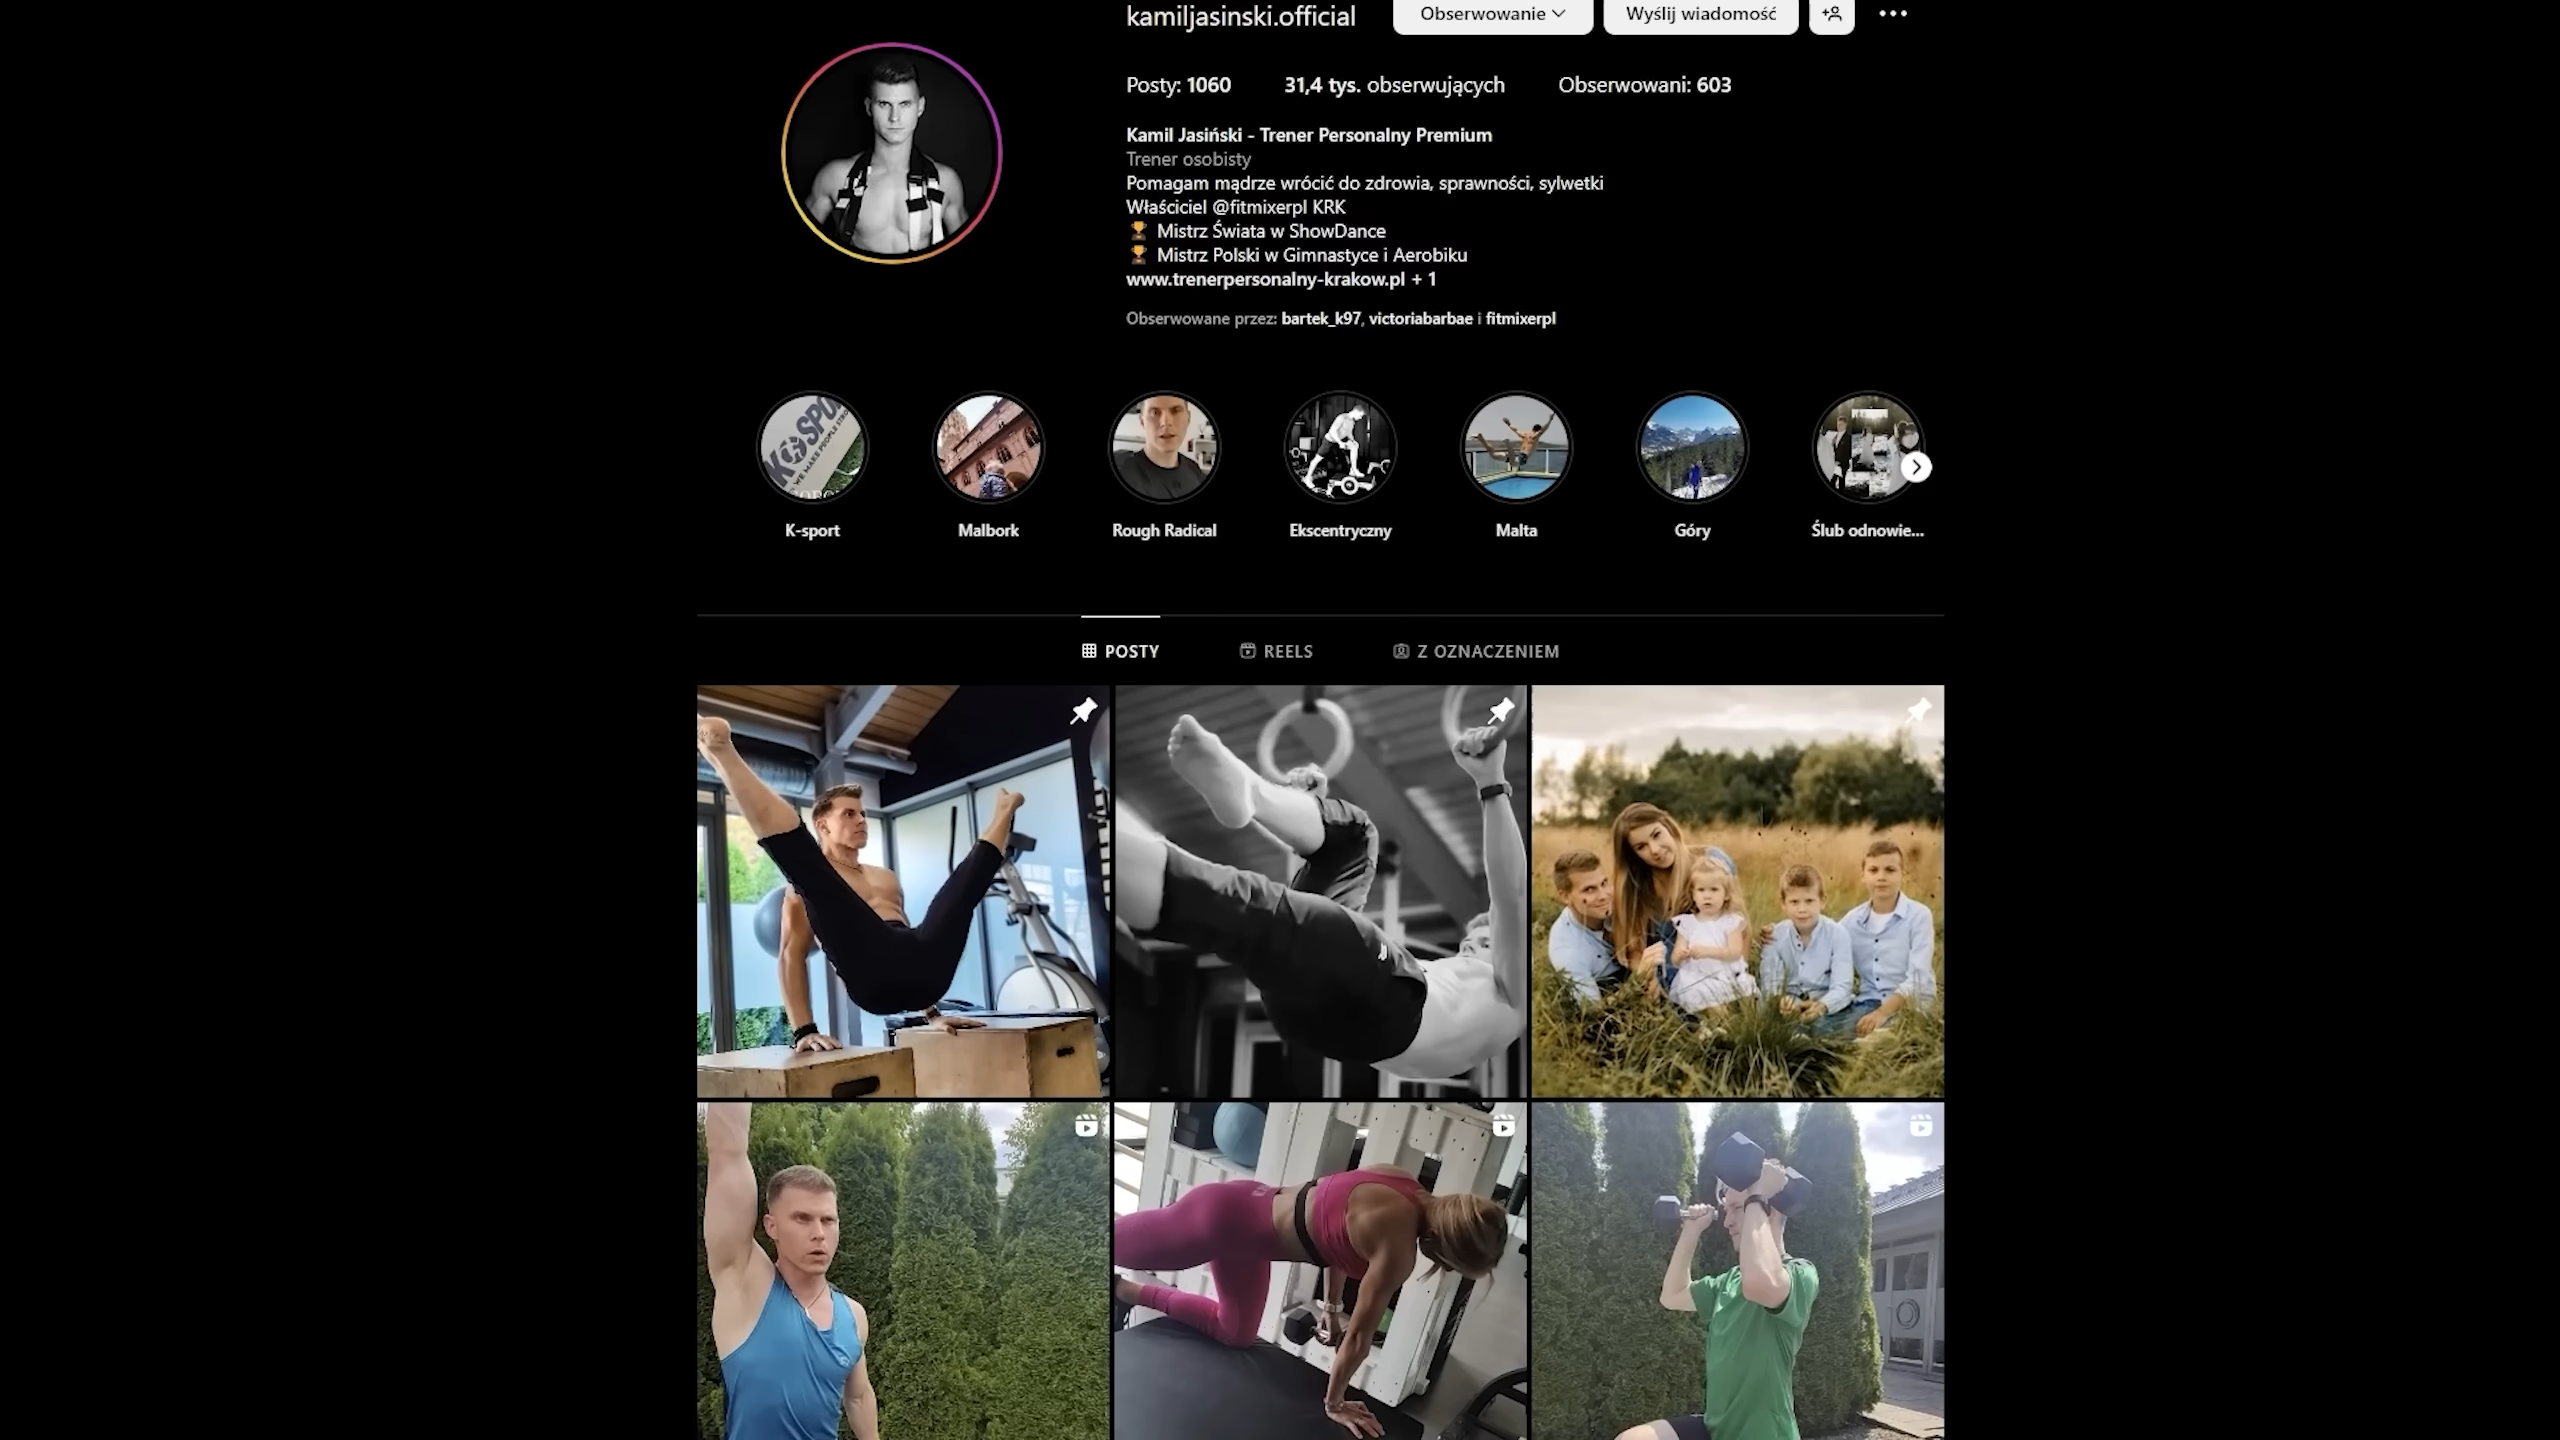 kamiljasinski.official
Obserwowanie
Wyślij wiadomość
Posty: 1060
31,4 tys. obserwujących
Obserwowani: 603
Kamil Jasiński - Trener Personalny Premium
Trener osobisty
Pomagam mądrze wrócić do zdrowia, sprawności, sylwetki
Właściciel @fitmixerpl KRK
🏆 Mistrz Świata w ShowDance
🏆 Mistrz Polski w Gimnastyce i Aerobiku
www.trenerpersonalny-krakow.pl + 1
Obserwowane przez: bartek_k97, victoriabarbae i fitmixerpl
K-sport
Malbork
Rough Radical
Ekscentryczny
Malta
Góry
Ślub odnowie...
POSTY
REELS
Z OZNACZENIEM